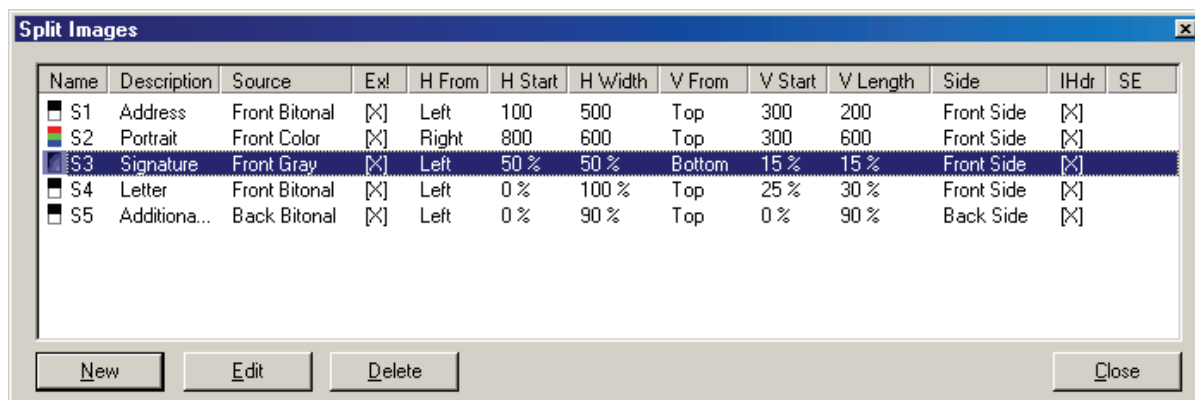 Split Images
Name Description Source Ex! H From H Start H Width V From V Start V Length Side IHdr SE
S1 Address Front Bitonal [X] Left 100 500 Top 300 200 Front Side [X]
S2 Portrait Front Color [X] Right 800 600 Top 300 600 Front Side [X]
S3 Signature Front Gray [X] Left 50 % 50 % Bottom 15 % 15 % Front Side [X]
S4 Letter Front Bitonal [X] Left 0 % 100 % Top 25 % 30 % Front Side [X]
S5 Additiona... Back Bitonal [X] Left 0 % 90 % Top 0 % 90 % Back Side [X]
New Edit Delete Close